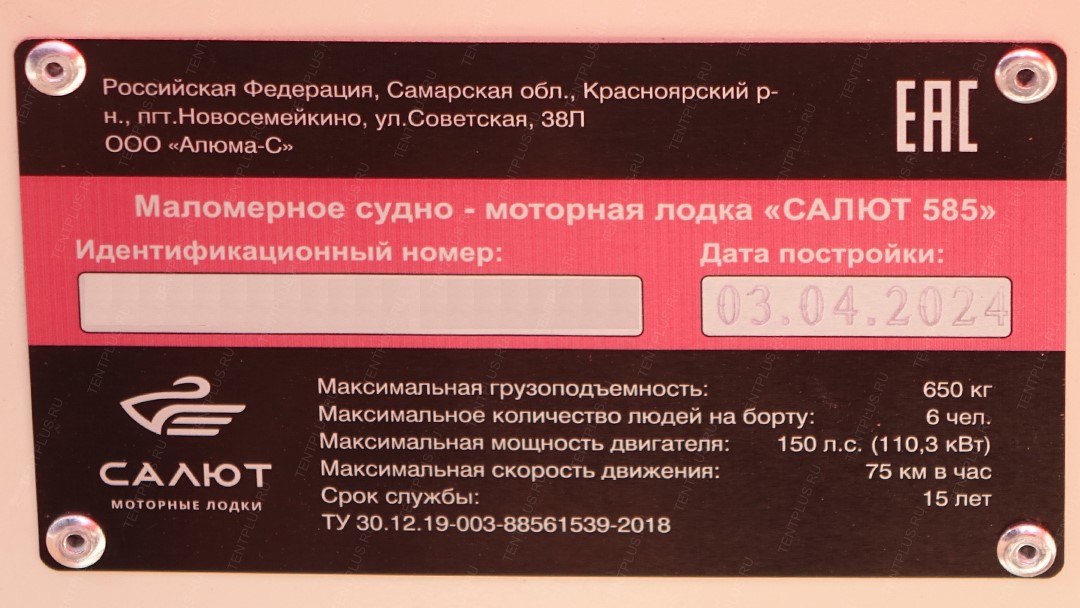 Российская Федерация, Самарская обл., Красноярский р-
н., пгт.Новосемейкино, ул.Советская, 38Л
ООО «Алюма-С»
ЕАС
Маломерное судно - моторная лодка «САЛЮТ 585»
Идентификационный номер: Дата постройки:
03.04.2024
Максимальная грузоподъемность: 650 кг
Максимальное количество людей на борту: 6 чел.
Максимальная мощность двигателя: 150 л.с. (110,3 кВт)
Максимальная скорость движения: 75 км в час
Срок службы: 15 лет
ТУ 30.12.19-003-88561539-2018
САЛЮТ
МОТОРНЫЕ ЛОДКИ
TENTPLUS.RU